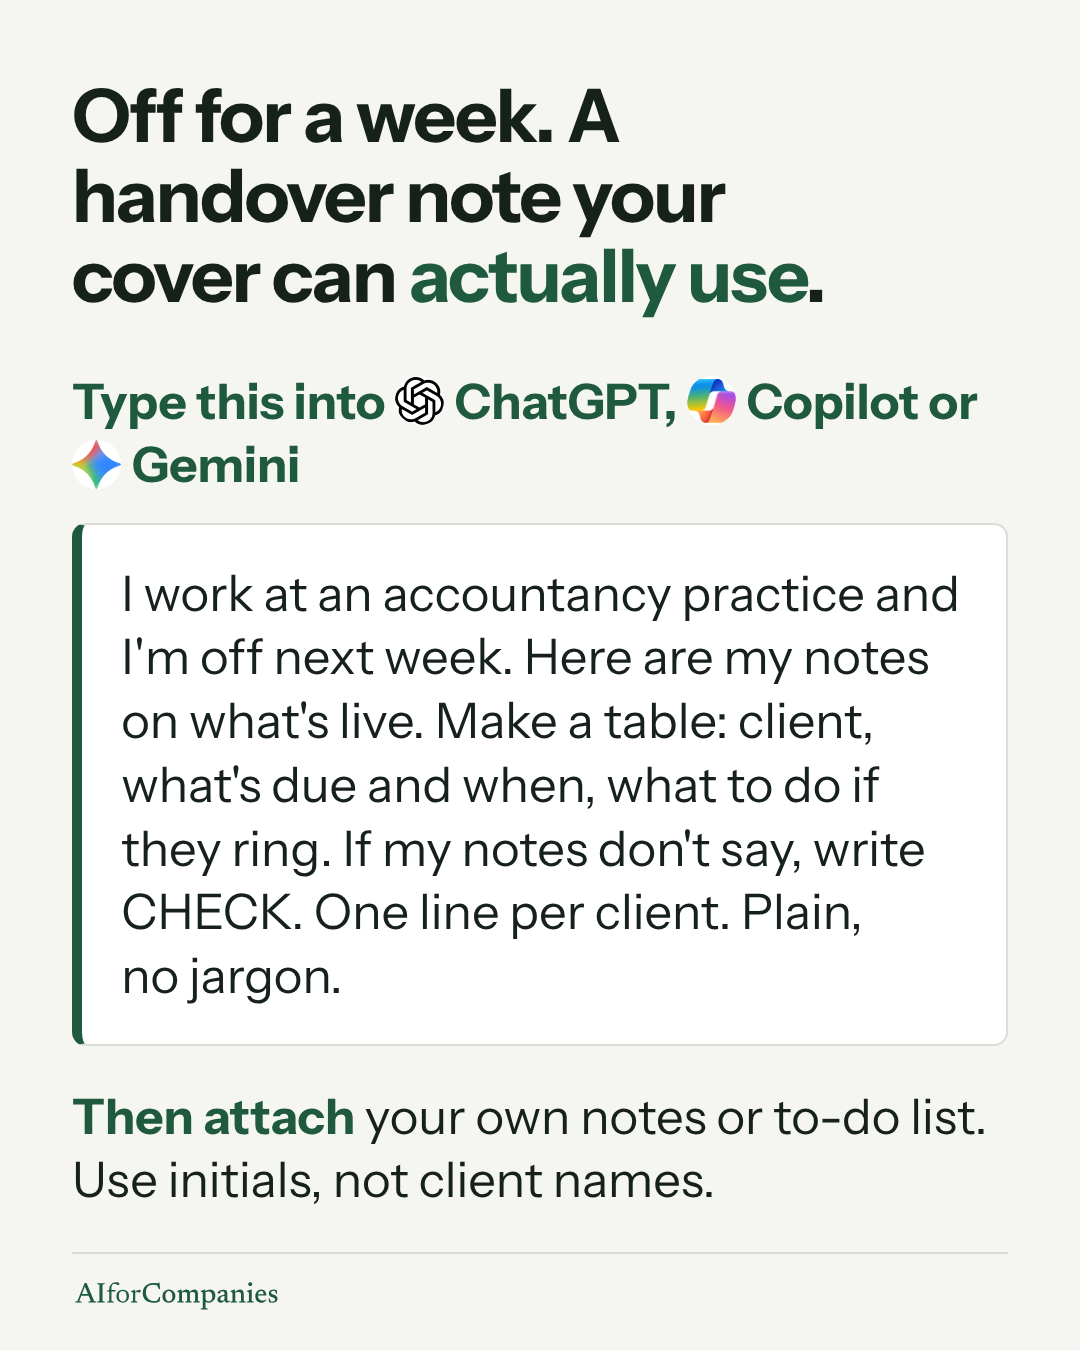 Off for a week. A
handover note your
cover can actually use.
Type this into ChatGPT, Copilot or
Gemini
I work at an accountancy practice and
I'm off next week. Here are my notes
on what's live. Make a table: client,
what's due and when, what to do if
they ring. If my notes don't say, write
CHECK. One line per client. Plain,
no jargon.
Then attach your own notes or to-do list.
Use initials, not client names.
AIforCompanies